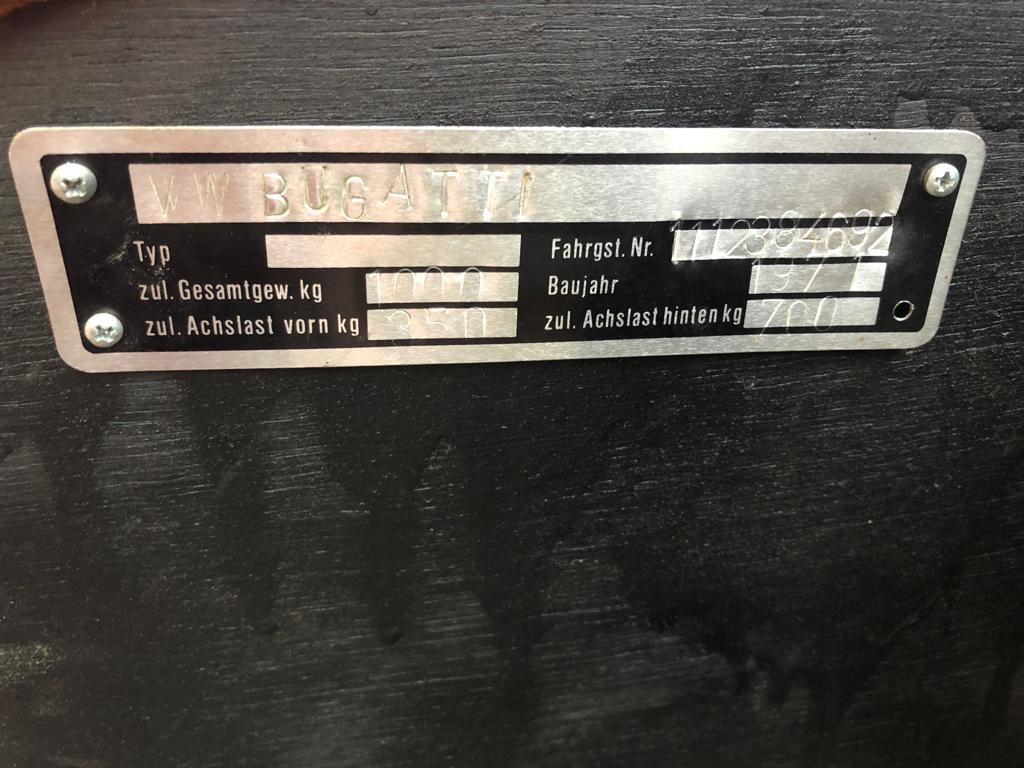 VW BUGATTI
Typ
Fahrgst. Nr. 1112384692
zul. Gesamtgew. kg 1000
Baujahr 1971
zul. Achslast vorn kg 350
zul. Achslast hinten kg 700